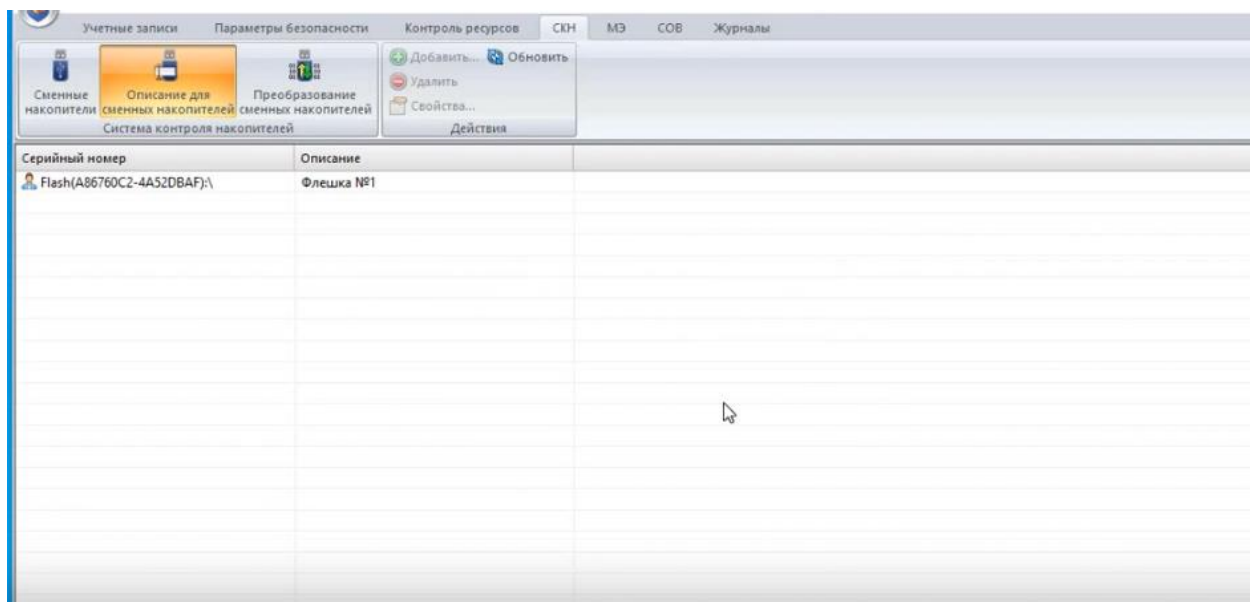 Учетные записи Параметры безопасности Контроль ресурсов СКН МЭ СОВ Журналы
Сменные накопители
Описание для сменных накопителей
Преобразование сменных накопителей
Система контроля накопителей
Добавить... Обновить
Удалить
Свойства...
Действия
Серийный номер Описание
Flash(A86760C2-4A52DBAF):\ Флешка №1